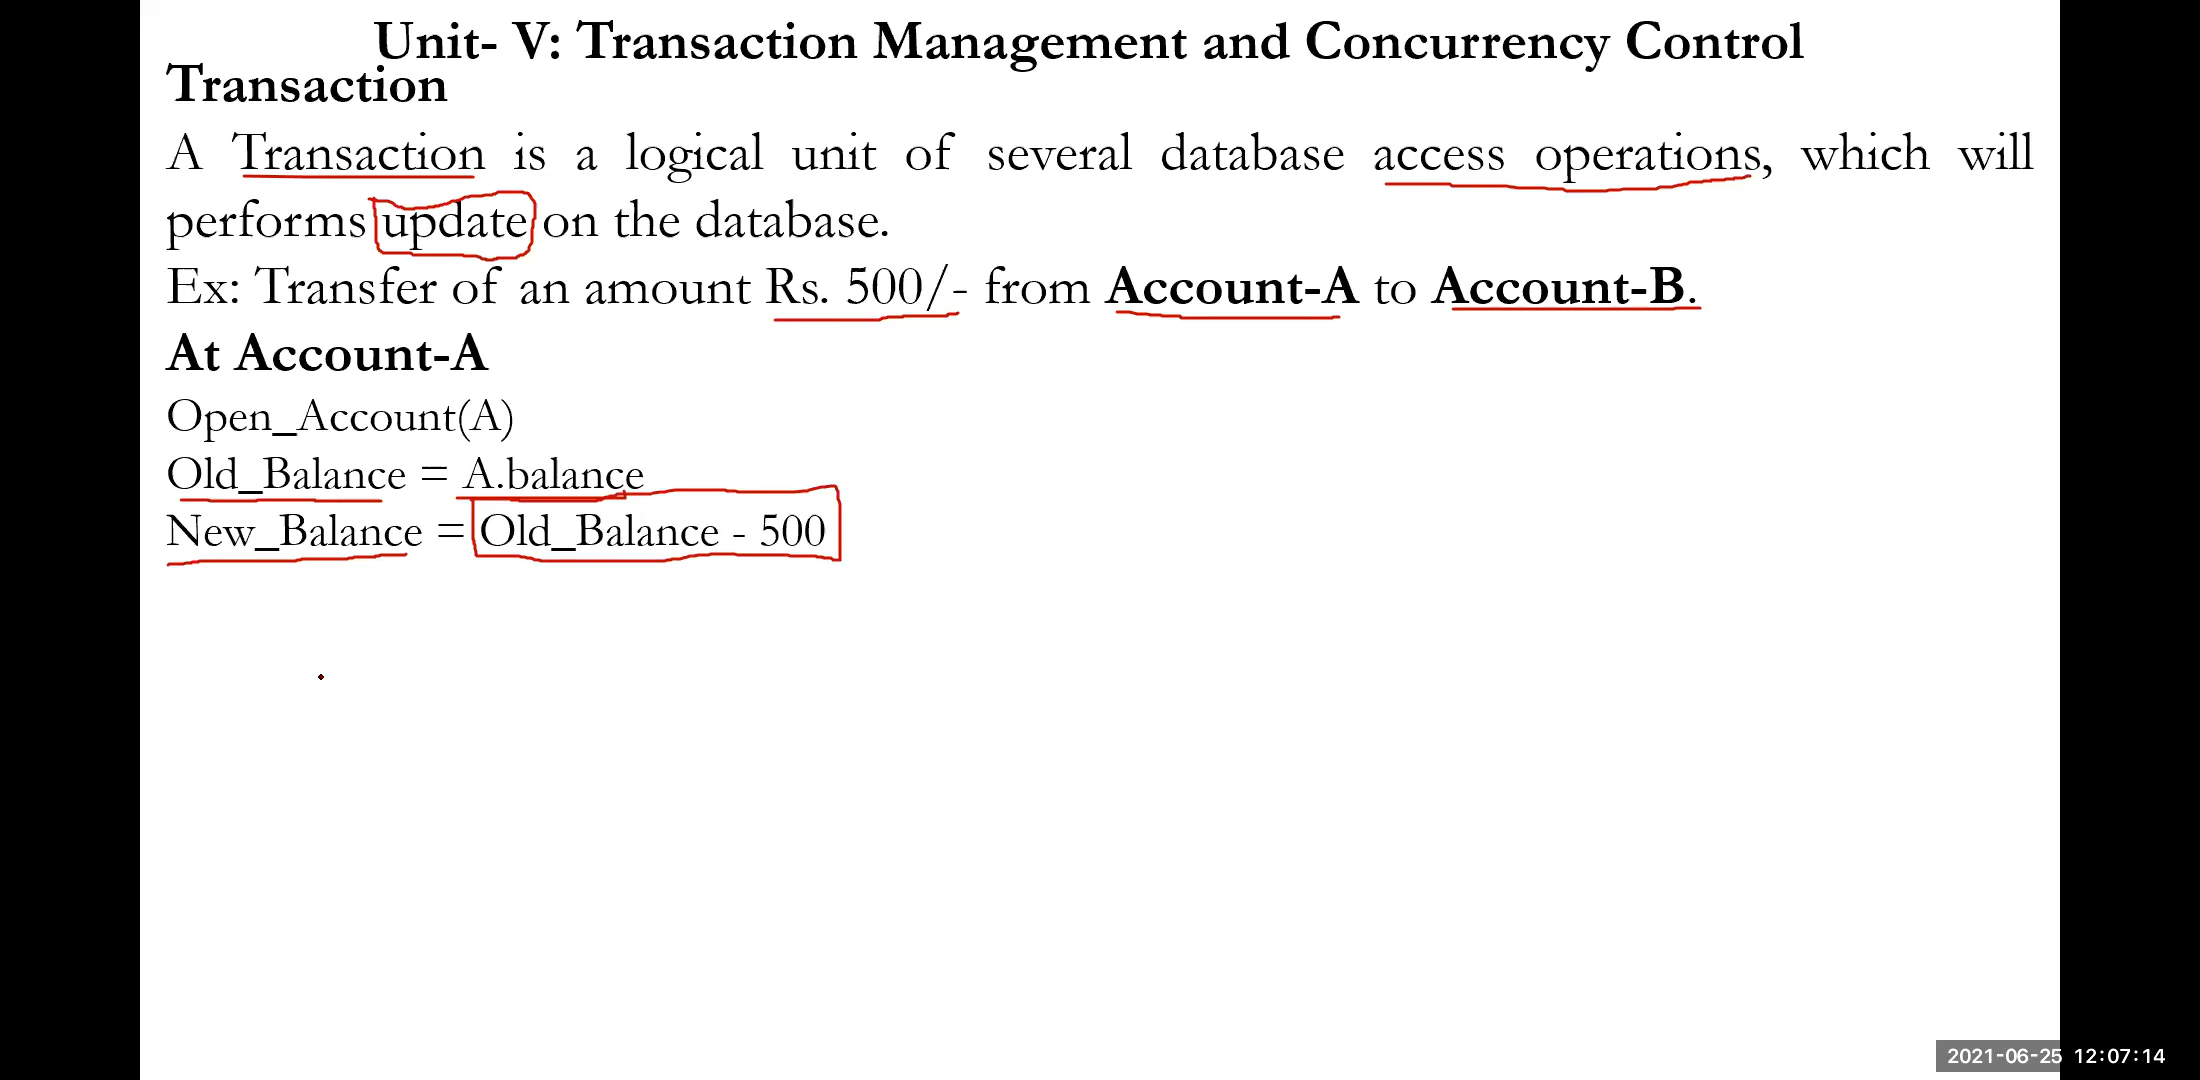 Unit- V: Transaction Management and Concurrency Control
Transaction
A Transaction is a logical unit of several database access operations, which will
performs update on the database.
Ex: Transfer of an amount Rs. 500/- from Account-A to Account-B.
At Account-A
Open_Account(A)
Old_Balance = A.balance
New_Balance = Old_Balance - 500
2021-06-25 12:07:14